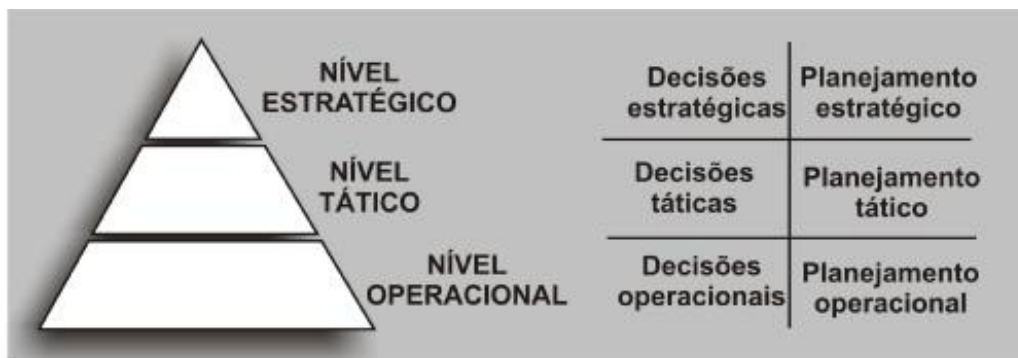 NÍVEL
ESTRATÉGICO
Decisões
estratégicas
Planejamento
estratégico
NÍVEL
TÁTICO
Decisões
táticas
Planejamento
tático
NÍVEL
OPERACIONAL
Decisões
operacionais
Planejamento
operacional